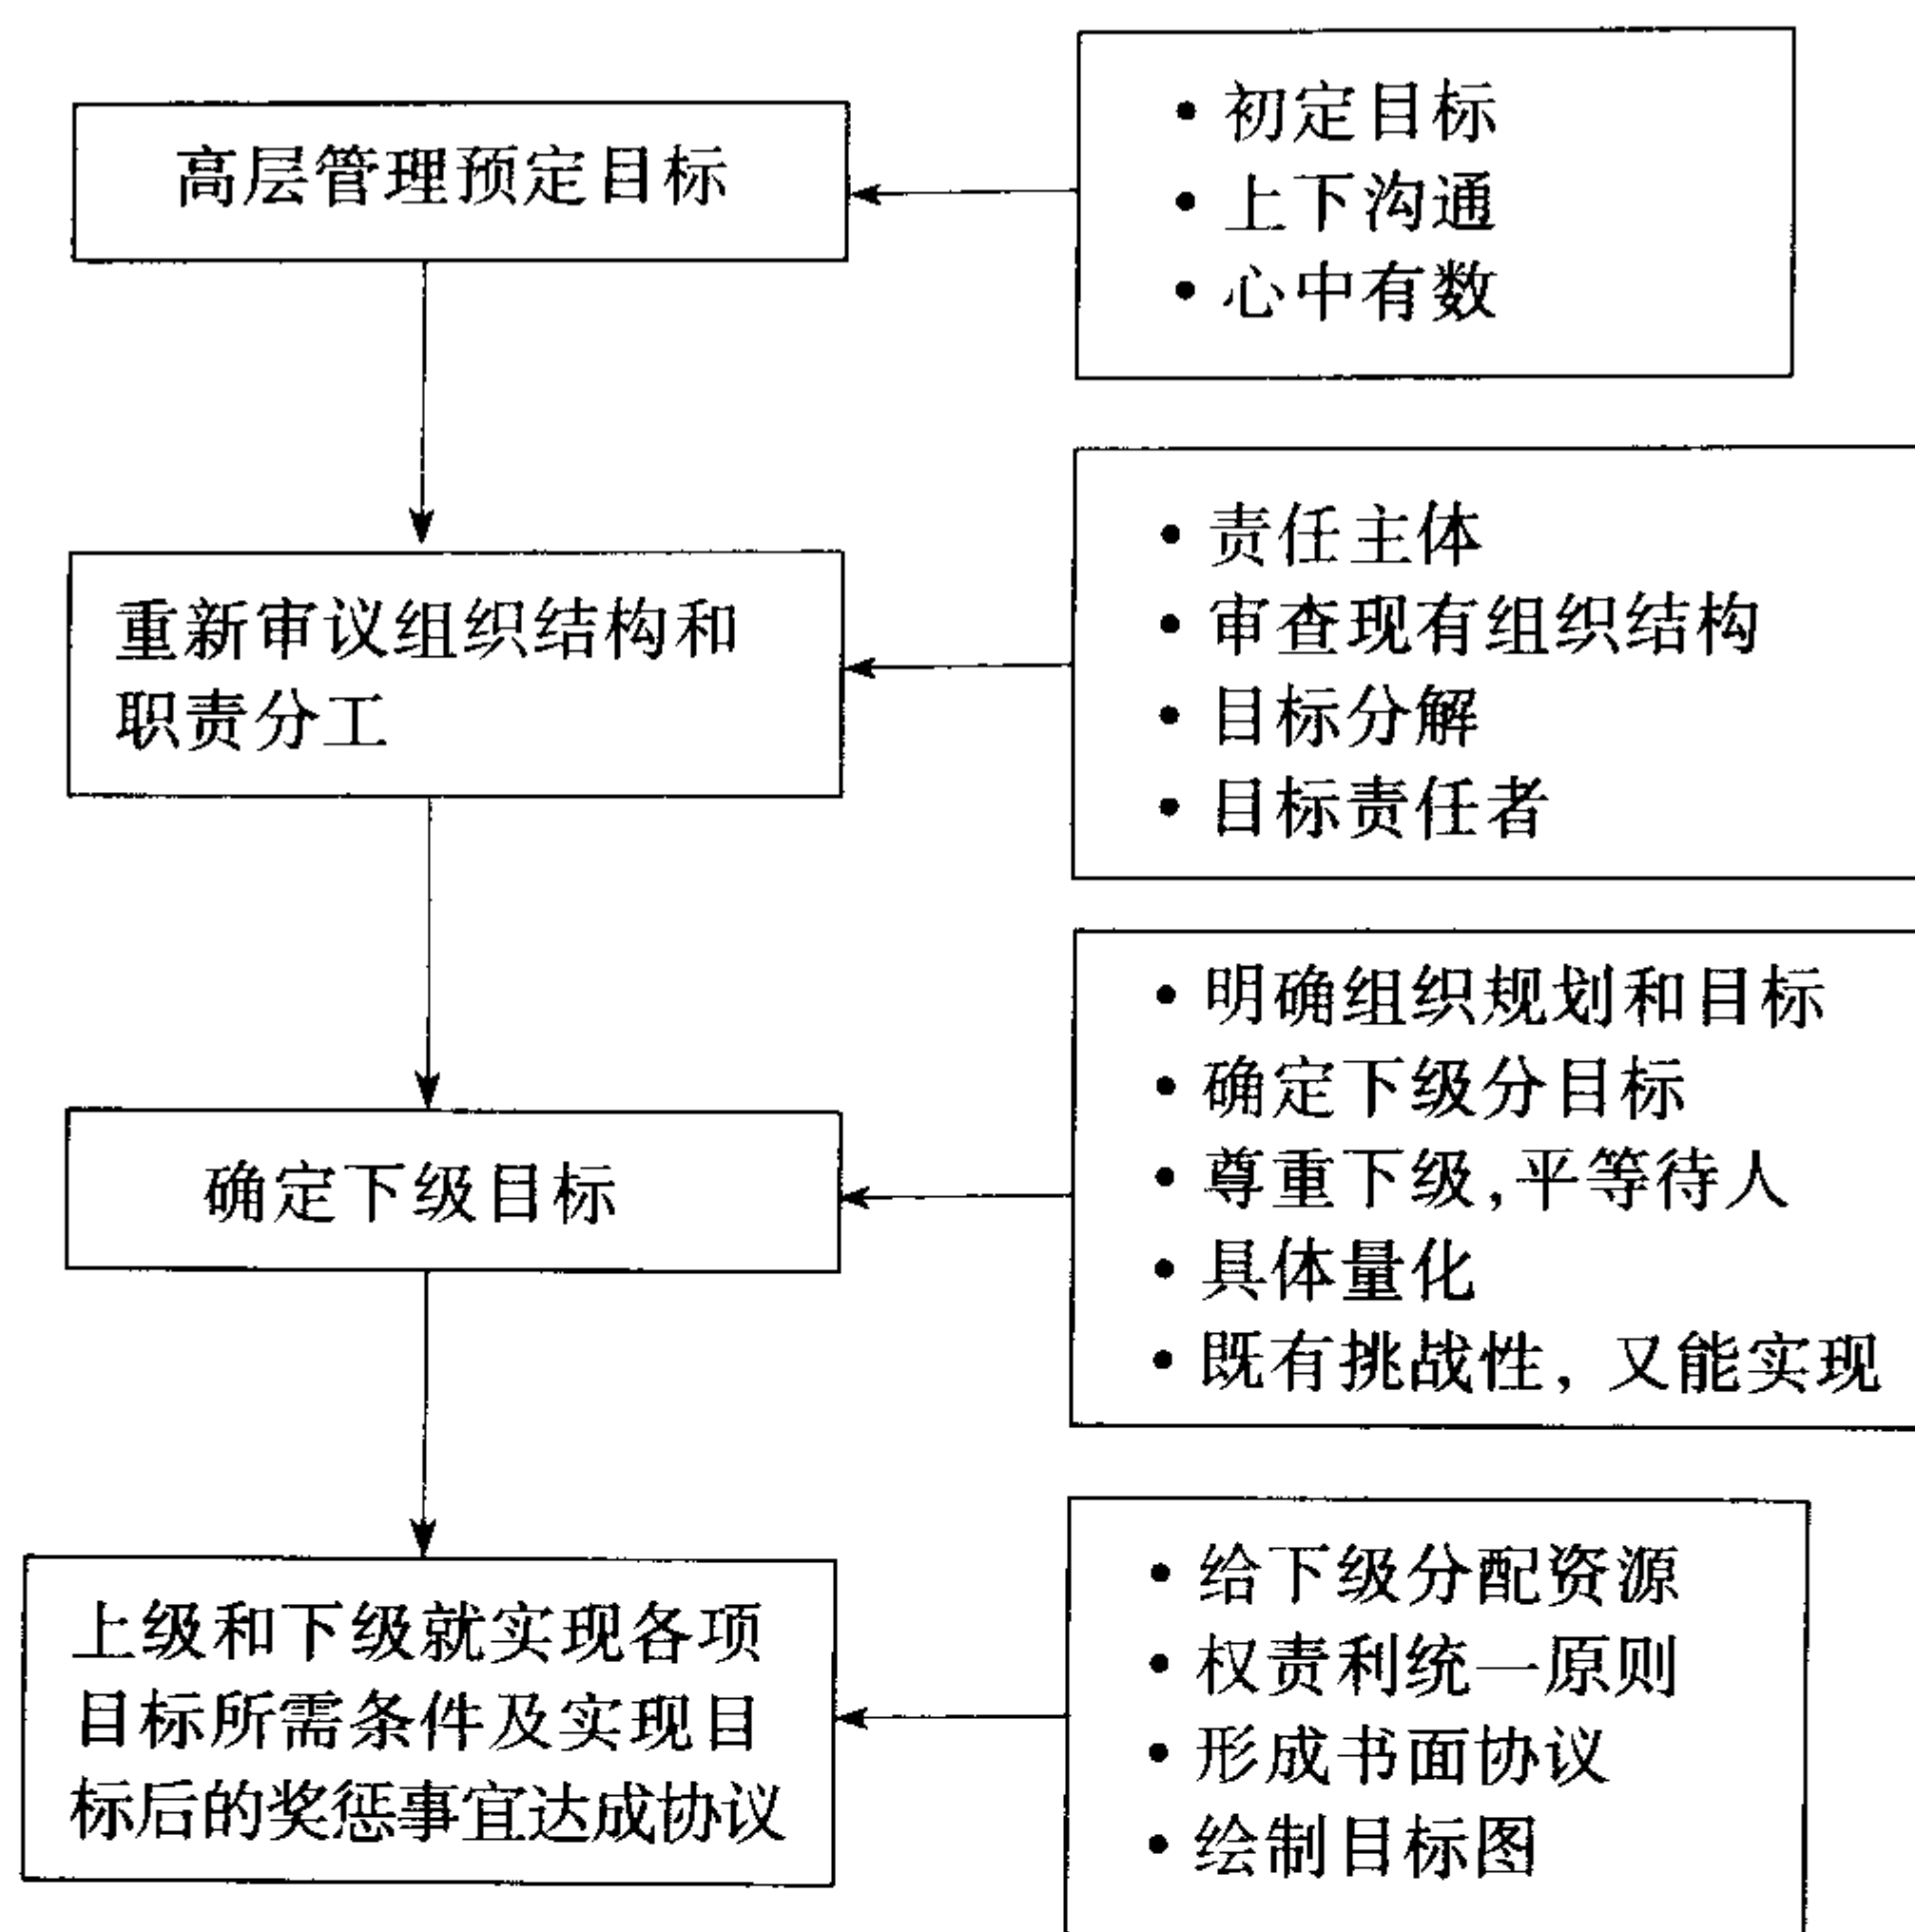 高层管理预定目标
• 初定目标
• 上下沟通
• 心中有数
重新审议组织结构和
职责分工
• 责任主体
• 审查现有组织结构
• 目标分解
• 目标责任者
确定下级目标
• 明确组织规划和目标
• 确定下级分目标
• 尊重下级,平等待人
• 具体量化
• 既有挑战性，又能实现
上级和下级就实现各项
目标所需条件及实现目
标后的奖惩事宜达成协议
• 给下级分配资源
• 权责利统一原则
• 形成书面协议
• 绘制目标图